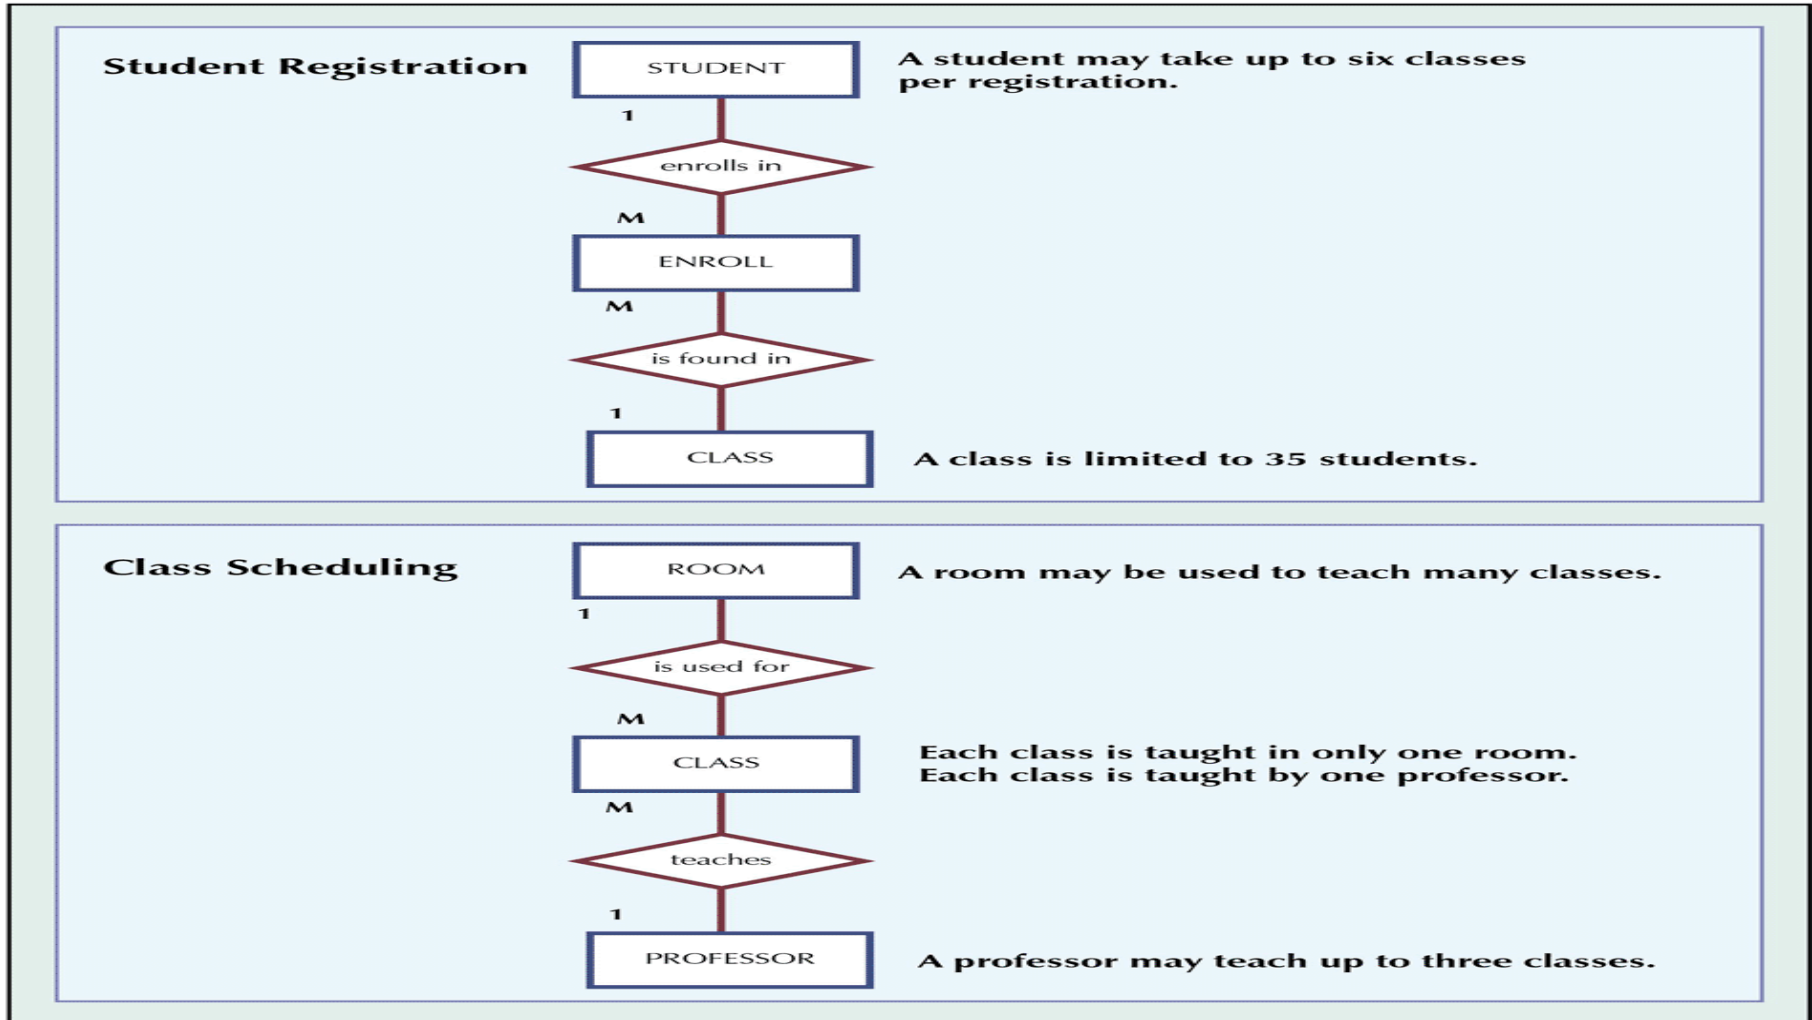 Student Registration
STUDENT
A student may take up to six classes
per registration.
1
enrolls in
M
ENROLL
M
is found in
1
CLASS
A class is limited to 35 students.
Class Scheduling
ROOM
A room may be used to teach many classes.
1
is used for
M
CLASS
Each class is taught in only one room.
Each class is taught by one professor.
M
teaches
1
PROFESSOR
A professor may teach up to three classes.